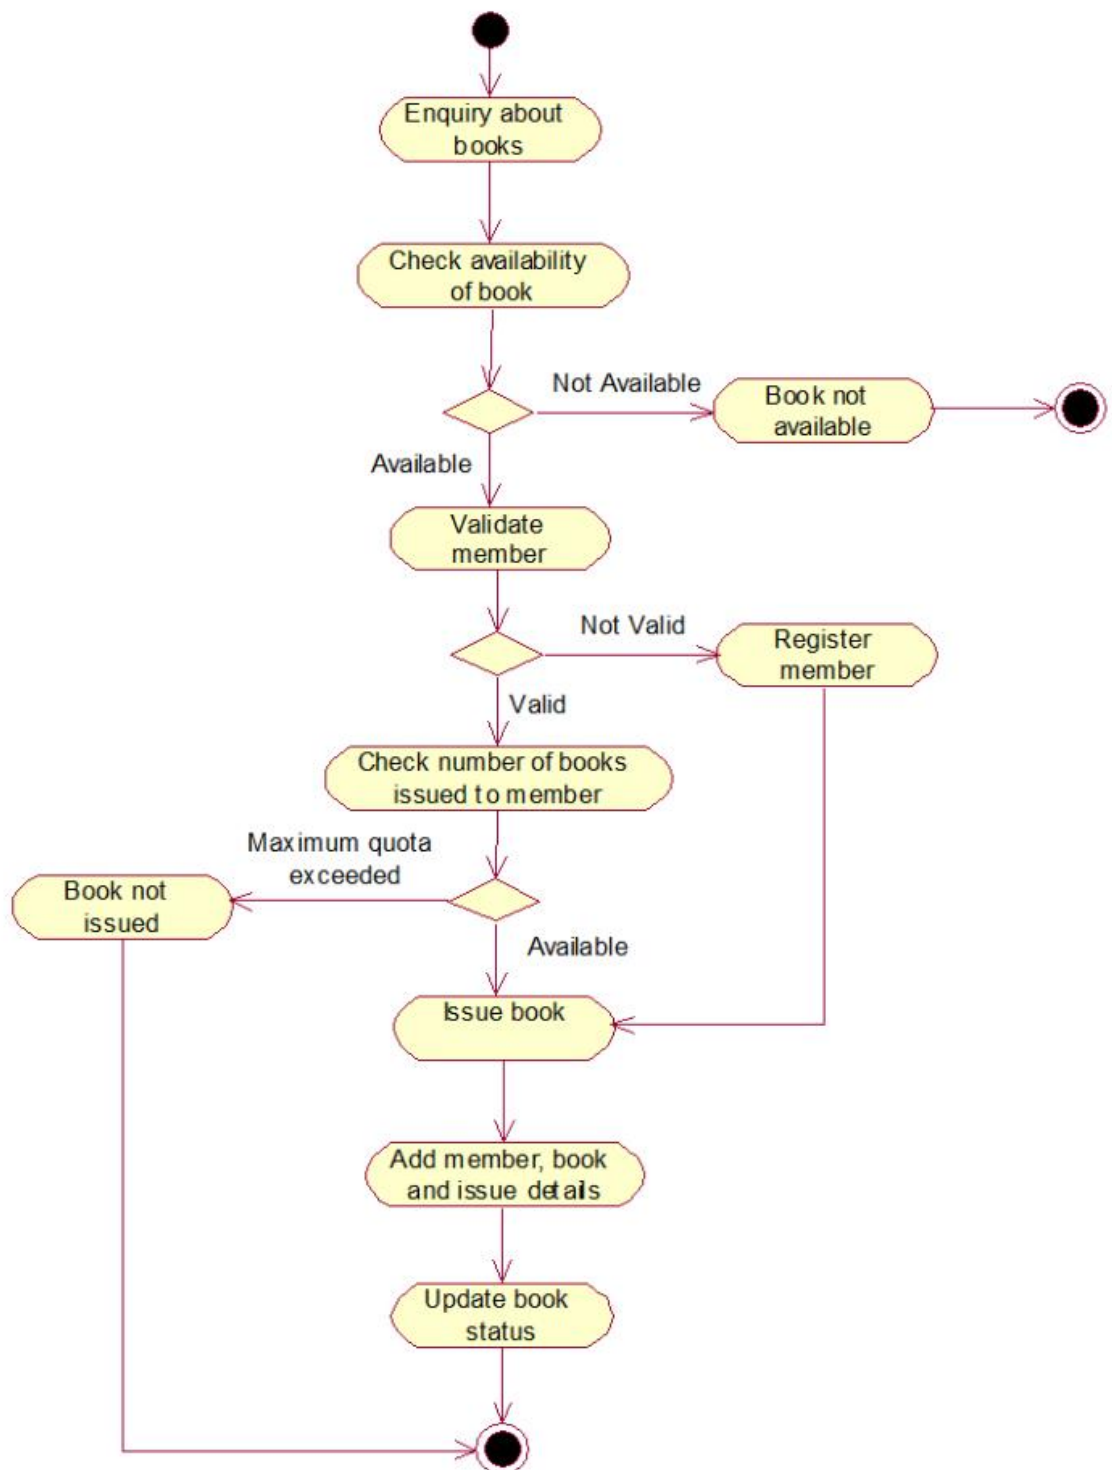 Enquiry about
books
Check availability
of book
Not Available
Book not
available
Available
Validate
member
Not Valid
Register
member
Valid
Check number of books
issued to member
Maximum quota
exceeded
Book not
issued
Available
Issue book
Add member, book
and issue details
Update book
status